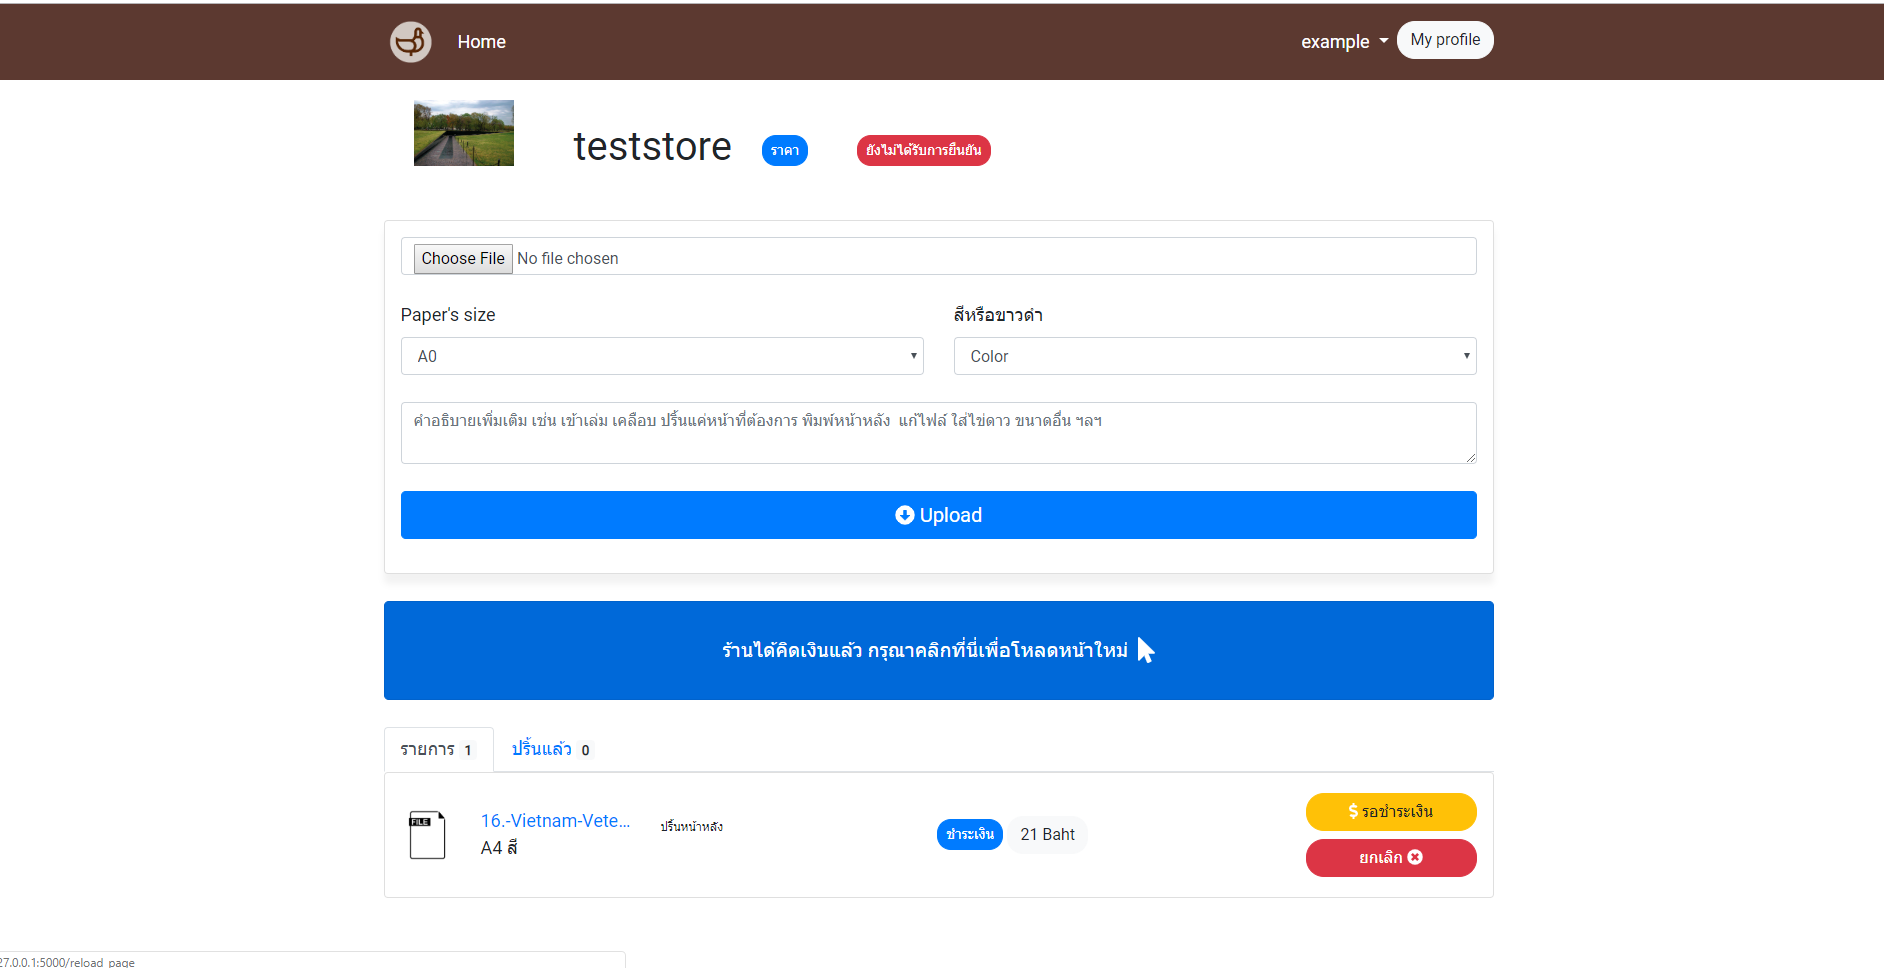 Home
example
My profile
teststore
ราคา
ยังไม่ได้รับการยืนยัน
Choose File No file chosen
Paper's size
สีหรือขาวดำ
A0
Color
คำอธิบายเพิ่มเติม เช่น เข้าเล่ม เคลือบ ปริ้นแค่หน้าที่ต้องการ พิมพ์หน้าหลัง แก้ไฟล์ ใส่ไข่ดาว ขนาดอื่น ฯลฯ
Upload
ร้านได้คิดเงินแล้ว กรุณาคลิกที่นี่เพื่อโหลดหน้าใหม่
รายการ 1
ปริ้นแล้ว 0
FILE
16.-Vietnam-Vete...
A4 สี
ปริ้นหน้าหลัง
ชำระเงิน
21 Baht
รอชำระเงิน
ยกเลิก
27.0.0.1:5000/reload_page